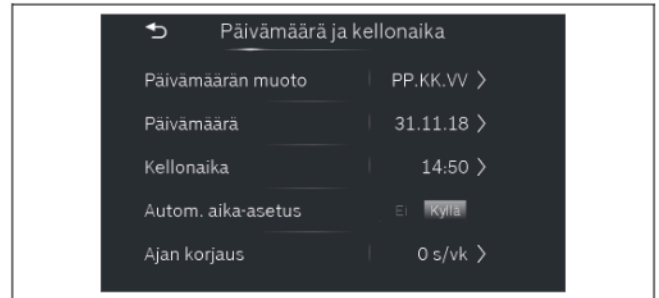 Päivämäärä ja kellonaika
Päivämäärän muoto PP.KK.VV
Päivämäärä 31.11.18
Kellonaika 14:50
Autom. aika-asetus Ei Kyllä
Ajan korjaus 0 s/vk